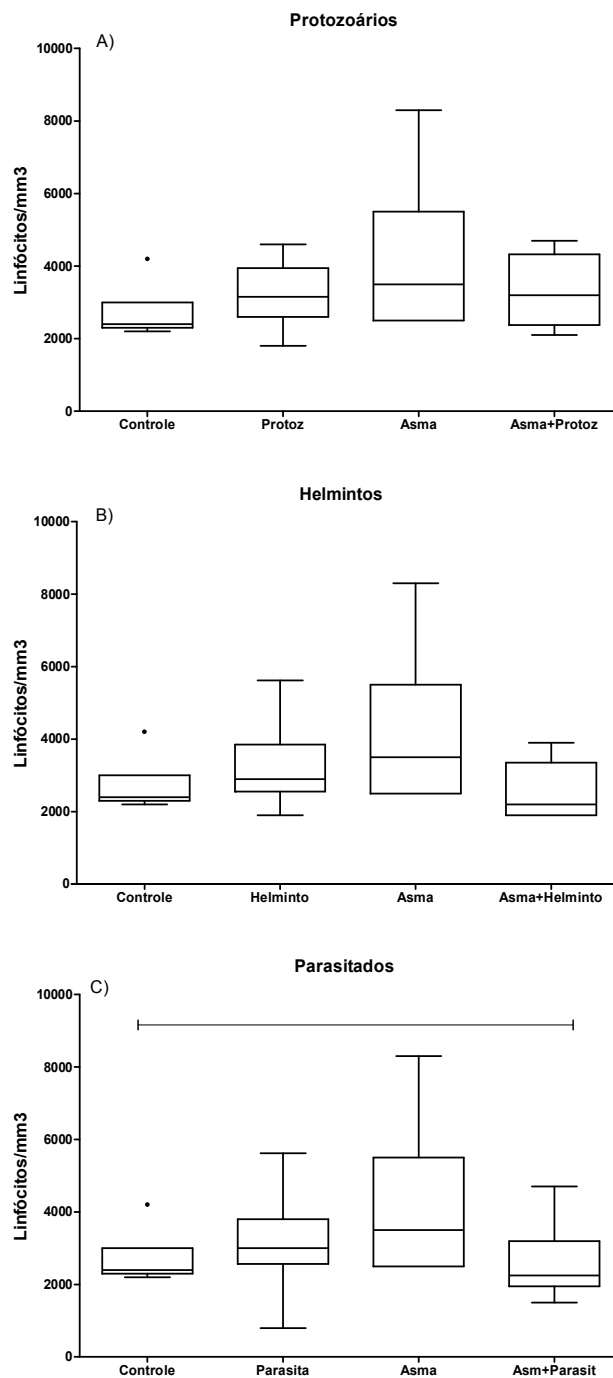 Protozoários
A)
10000
8000
6000
4000
2000
0
Linfócitos/mm3
Controle Protoz Asma Asma+Protoz
Helmintos
B)
10000
8000
6000
4000
2000
0
Linfócitos/mm3
Controle Helminto Asma Asma+Helminto
Parasitados
C)
10000
8000
6000
4000
2000
0
Linfócitos/mm3
Controle Parasita Asma Asm+Parasit